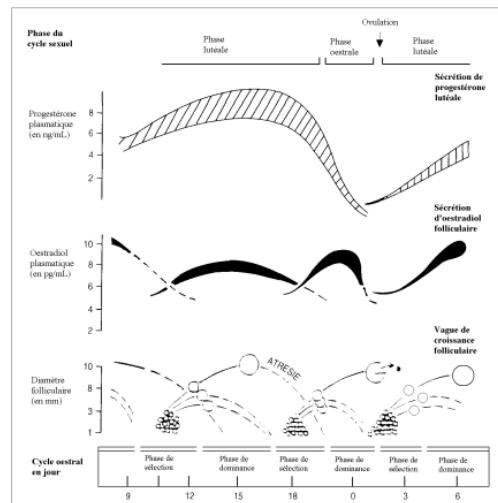 Phase du
cycle sexuel
Phase
lutéale
Phase
oestrale
Ovulation
Phase
lutéale
Sécrétion de
progestérone
lutéale
Progestérone
plasmatique
(en ng/mL)
8
6
4
2
Sécrétion
d'oestradiol
folliculaire
Oestradiol
plasmatique
(en pg/mL)
10
8
6
4
2
Vague de
croissance
folliculaire
Diamètre
folliculaire
(en mm)
10
8
5
3
1
ATRESIE
Cycle oestral
en jour
Phase de
sélection
Phase de
dominance
Phase de
sélection
Phase de
dominance
Phase de
sélection
Phase de
dominance
9 12 15 18 0 3 6